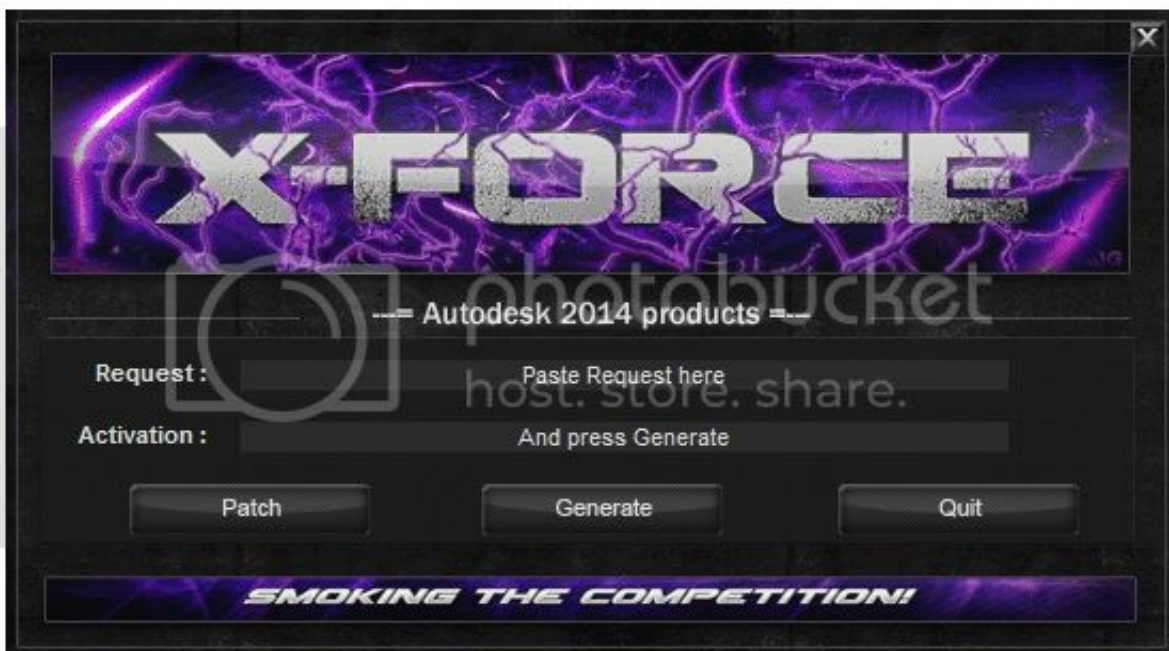 X
X-FORCE
JG
photobucket
---= Autodesk 2014 products =---
Request :
Paste Request here
host. store. share.
Activation :
And press Generate
Patch
Generate
Quit
SMOKING THE COMPETITION!